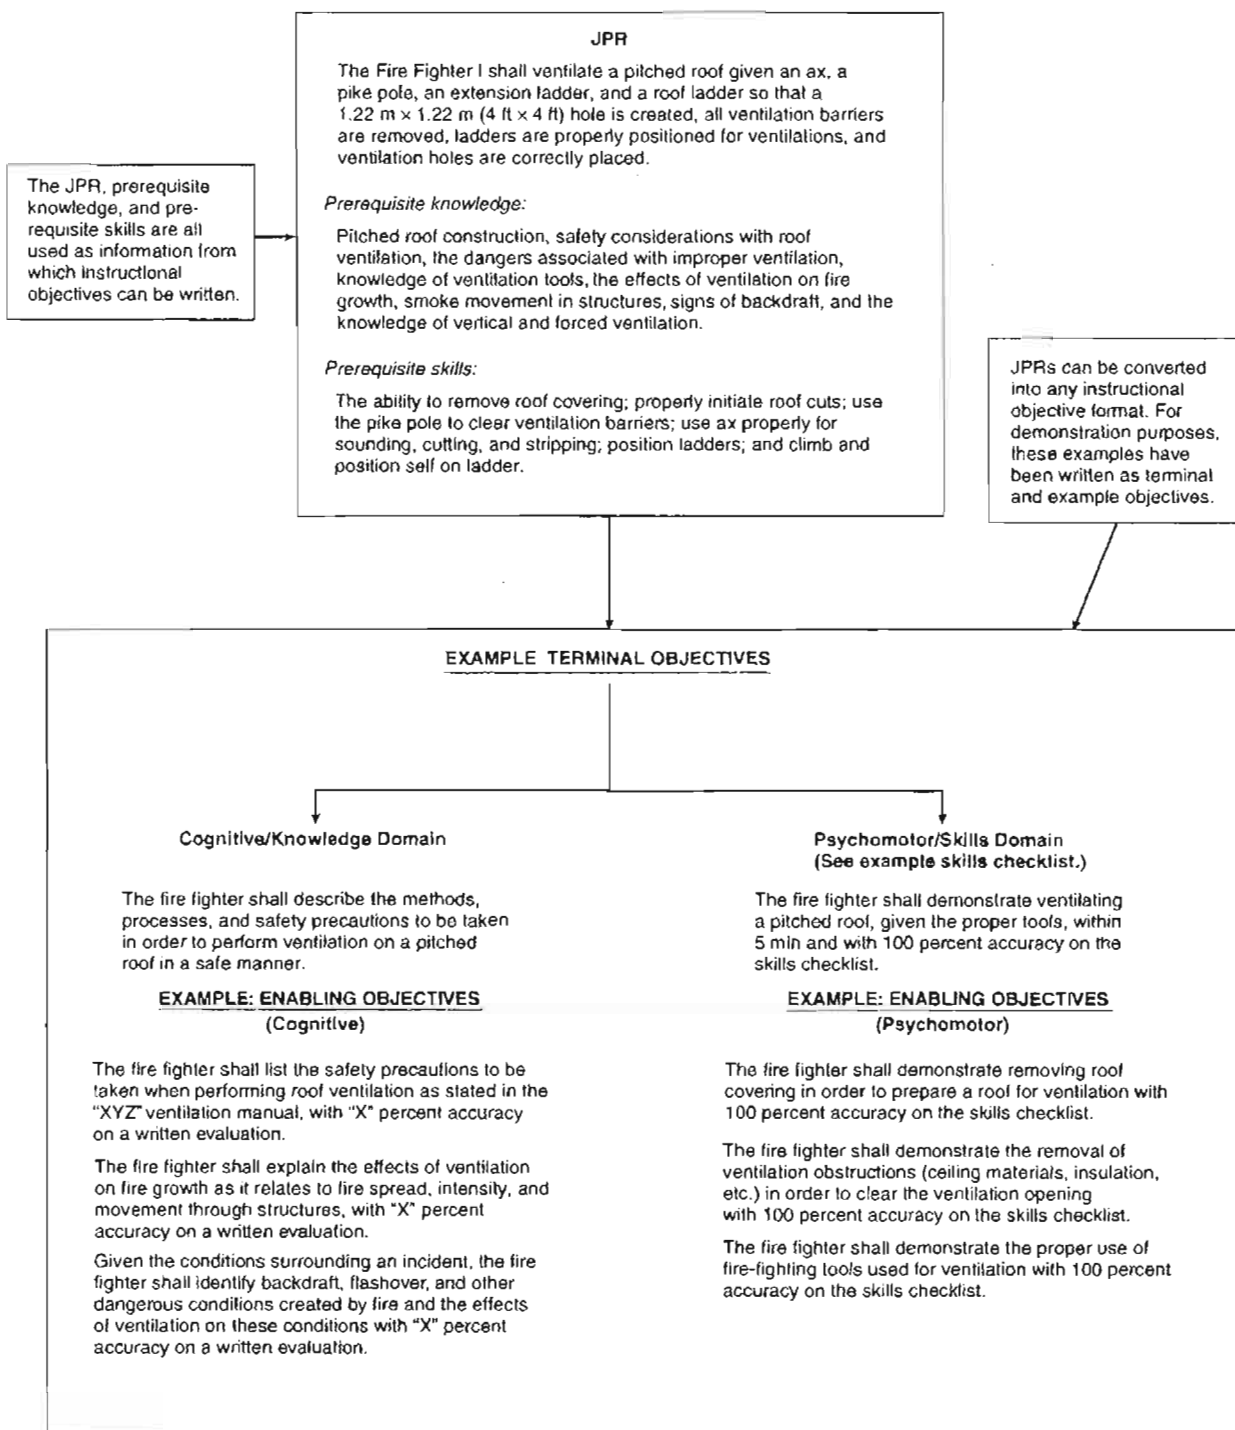 JPR
The Fire Fighter I shall ventilate a pitched roof given an ax, a
pike pole, an extension ladder, and a roof ladder so that a
1.22 m × 1.22 m (4 ft × 4 ft) hole is created, all ventilation barriers
are removed, ladders are properly positioned for ventilations, and
ventilation holes are correctly placed.
Prerequisite knowledge:
Pitched roof construction, safety considerations with roof
ventilation, the dangers associated with improper ventilation,
knowledge of ventilation tools, the effects of ventilation on fire
growth, smoke movement in structures, signs of backdraft, and the
knowledge of vertical and forced ventilation.
Prerequisite skills:
The ability to remove roof covering; properly initiate roof cuts; use
the pike pole to clear ventilation barriers; use ax properly for
sounding, cutting, and stripping; position ladders; and climb and
position self on ladder.
The JPR, prerequisite
knowledge, and pre-
requisite skills are all
used as information from
which instructional
objectives can be written.
JPRs can be converted
into any instructional
objective format. For
demonstration purposes,
these examples have
been written as terminal
and example objectives.
EXAMPLE TERMINAL OBJECTIVES
Cognitive/Knowledge Domain
The fire fighter shall describe the methods,
processes, and safety precautions to be taken
in order to perform ventilation on a pitched
roof in a safe manner.
EXAMPLE: ENABLING OBJECTIVES
(Cognitive)
The fire fighter shall list the safety precautions to be
taken when performing roof ventilation as stated in the
"XYZ" ventilation manual, with "X" percent accuracy
on a written evaluation.
The fire fighter shall explain the effects of ventilation
on fire growth as it relates to fire spread, intensity, and
movement through structures, with "X" percent
accuracy on a written evaluation.
Given the conditions surrounding an incident, the fire
fighter shall identify backdraft, flashover, and other
dangerous conditions created by fire and the effects
of ventilation on these conditions with "X" percent
accuracy on a written evaluation.
Psychomotor/Skills Domain
(See example skills checklist.)
The fire fighter shall demonstrate ventilating
a pitched roof, given the proper tools, within
5 min and with 100 percent accuracy on the
skills checklist.
EXAMPLE: ENABLING OBJECTIVES
(Psychomotor)
The fire fighter shall demonstrate removing roof
covering in order to prepare a roof for ventilation with
100 percent accuracy on the skills checklist.
The fire fighter shall demonstrate the removal of
ventilation obstructions (ceiling materials, insulation,
etc.) in order to clear the ventilation opening
with 100 percent accuracy on the skills checklist.
The fire fighter shall demonstrate the proper use of
fire-fighting tools used for ventilation with 100 percent
accuracy on the skills checklist.